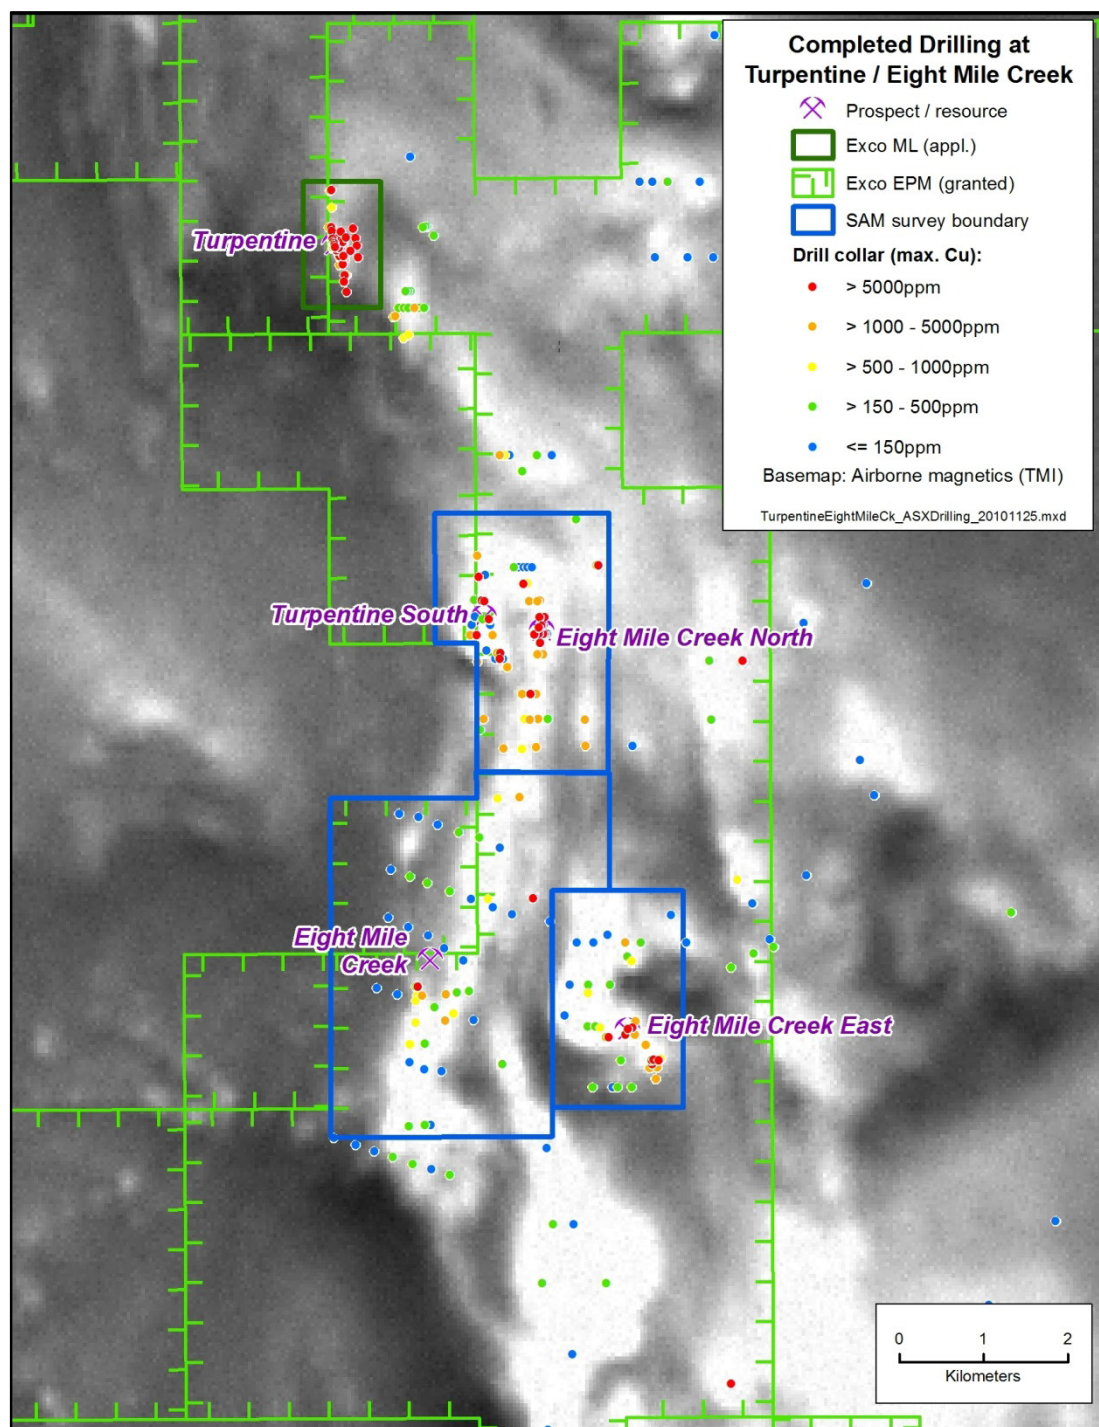 Completed Drilling at
Turpentine / Eight Mile Creek
Prospect / resource
Exco ML (appl.)
Exco EPM (granted)
SAM survey boundary
Drill collar (max. Cu):
> 5000ppm
> 1000 - 5000ppm
> 500 - 1000ppm
> 150 - 500ppm
<= 150ppm
Basemap: Airborne magnetics (TMI)
TurpentineEightMileCk_ASXDrilling_20101125.mxd
Turpentine
Turpentine South
Eight Mile Creek North
Eight Mile
Creek
Eight Mile Creek East
0 1 2
Kilometers